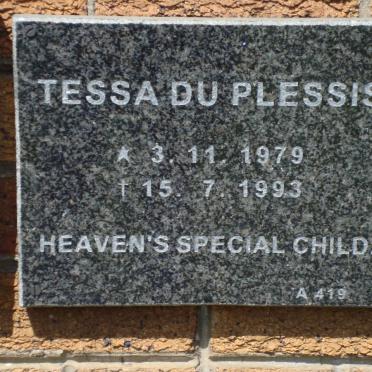 TESSA DU PLESSIS
★ 3. 11. 1979
† 15. 7. 1993
HEAVEN'S SPECIAL CHILD.
A 419